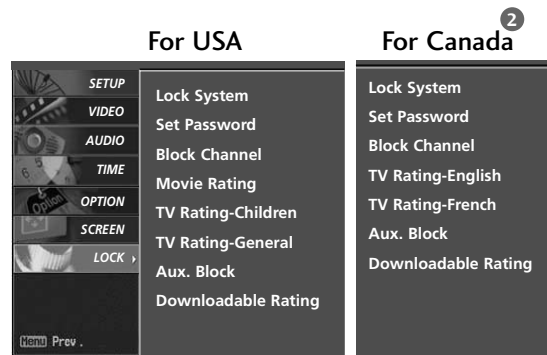 2
For USA
For Canada
SETUP
VIDEO
AUDIO
TIME
OPTION
SCREEN
LOCK
Menu Prev.
Lock System
Set Password
Block Channel
Movie Rating
TV Rating-Children
TV Rating-General
Aux. Block
Downloadable Rating
Lock System
Set Password
Block Channel
TV Rating-English
TV Rating-French
Aux. Block
Downloadable Rating